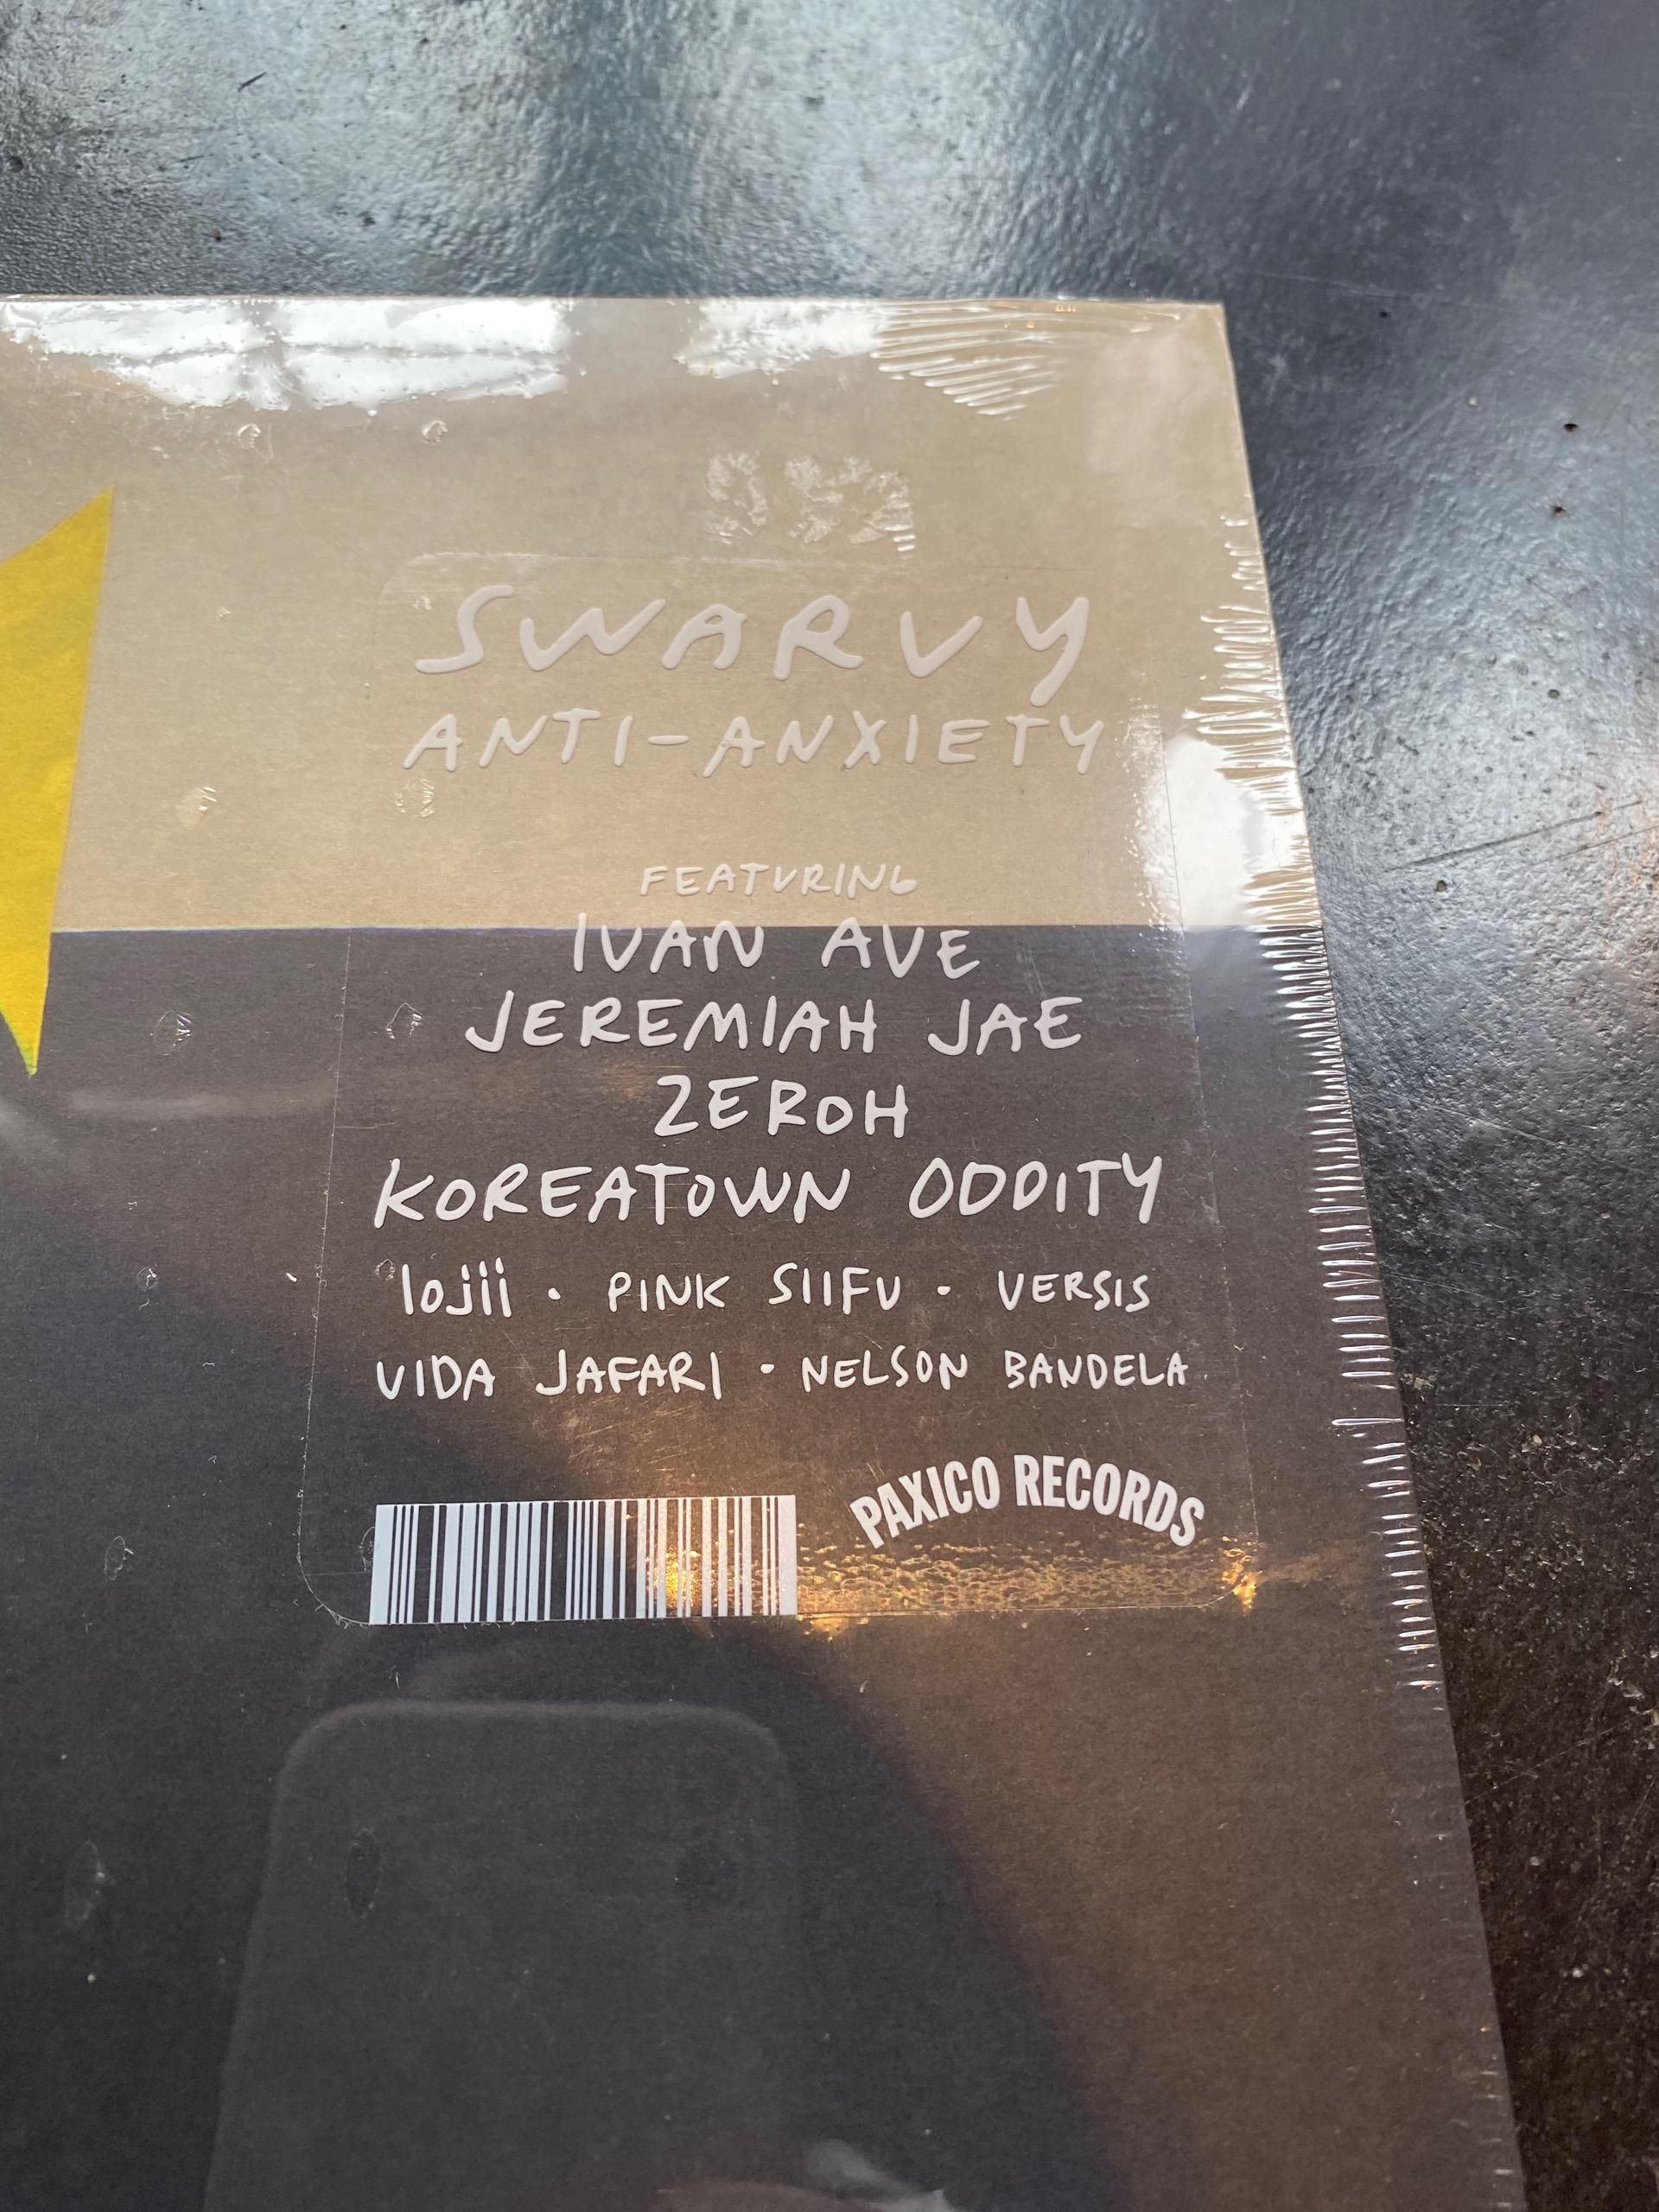 SWARVY
ANTI-ANXIETY
FEATURING
IVAN AVE
JEREMIAH JAE
ZEROH
KOREATOWN ODDITY
lojii · PINK SIIFU · VERSIS
VIDA JAFARI · NELSON BANDELA
PAXICO RECORDS